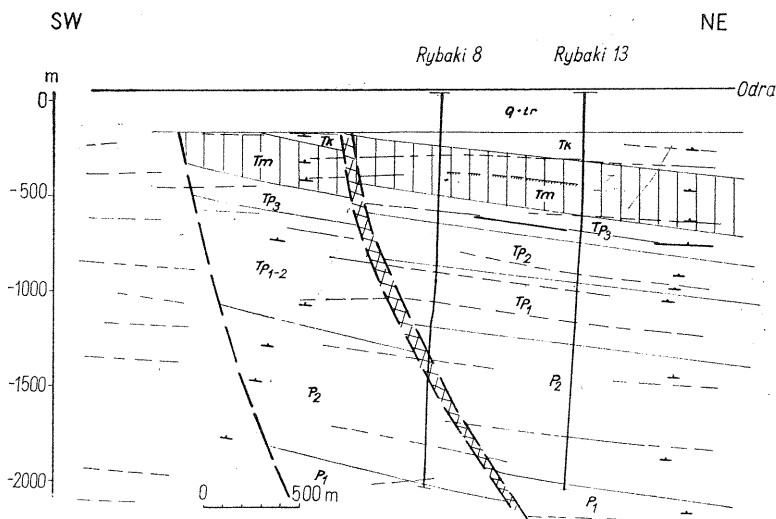 SW
NE
Rybaki 8
Rybaki 13
m
Odra
0
Q-tr
Tk
Tk
Tm
Tm
-500
Tp3
Tp3
Tp2
Tp1-2
-1000
Tp1
-1500
P2
P2
P1
P1
-2000
0 500 m